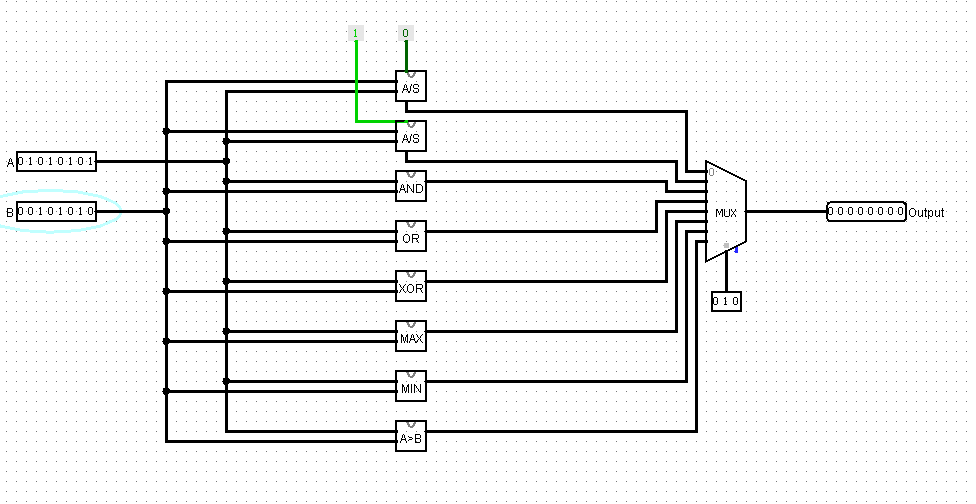 1 0
A/S
A/S
A 0 1 0 1 0 1 0 1
0
AND
B 0 0 1 0 1 0 1 0
MUX
0 0 0 0 0 0 0 0 Output
OR
XOR
0 1 0
MAX
MIN
A>B